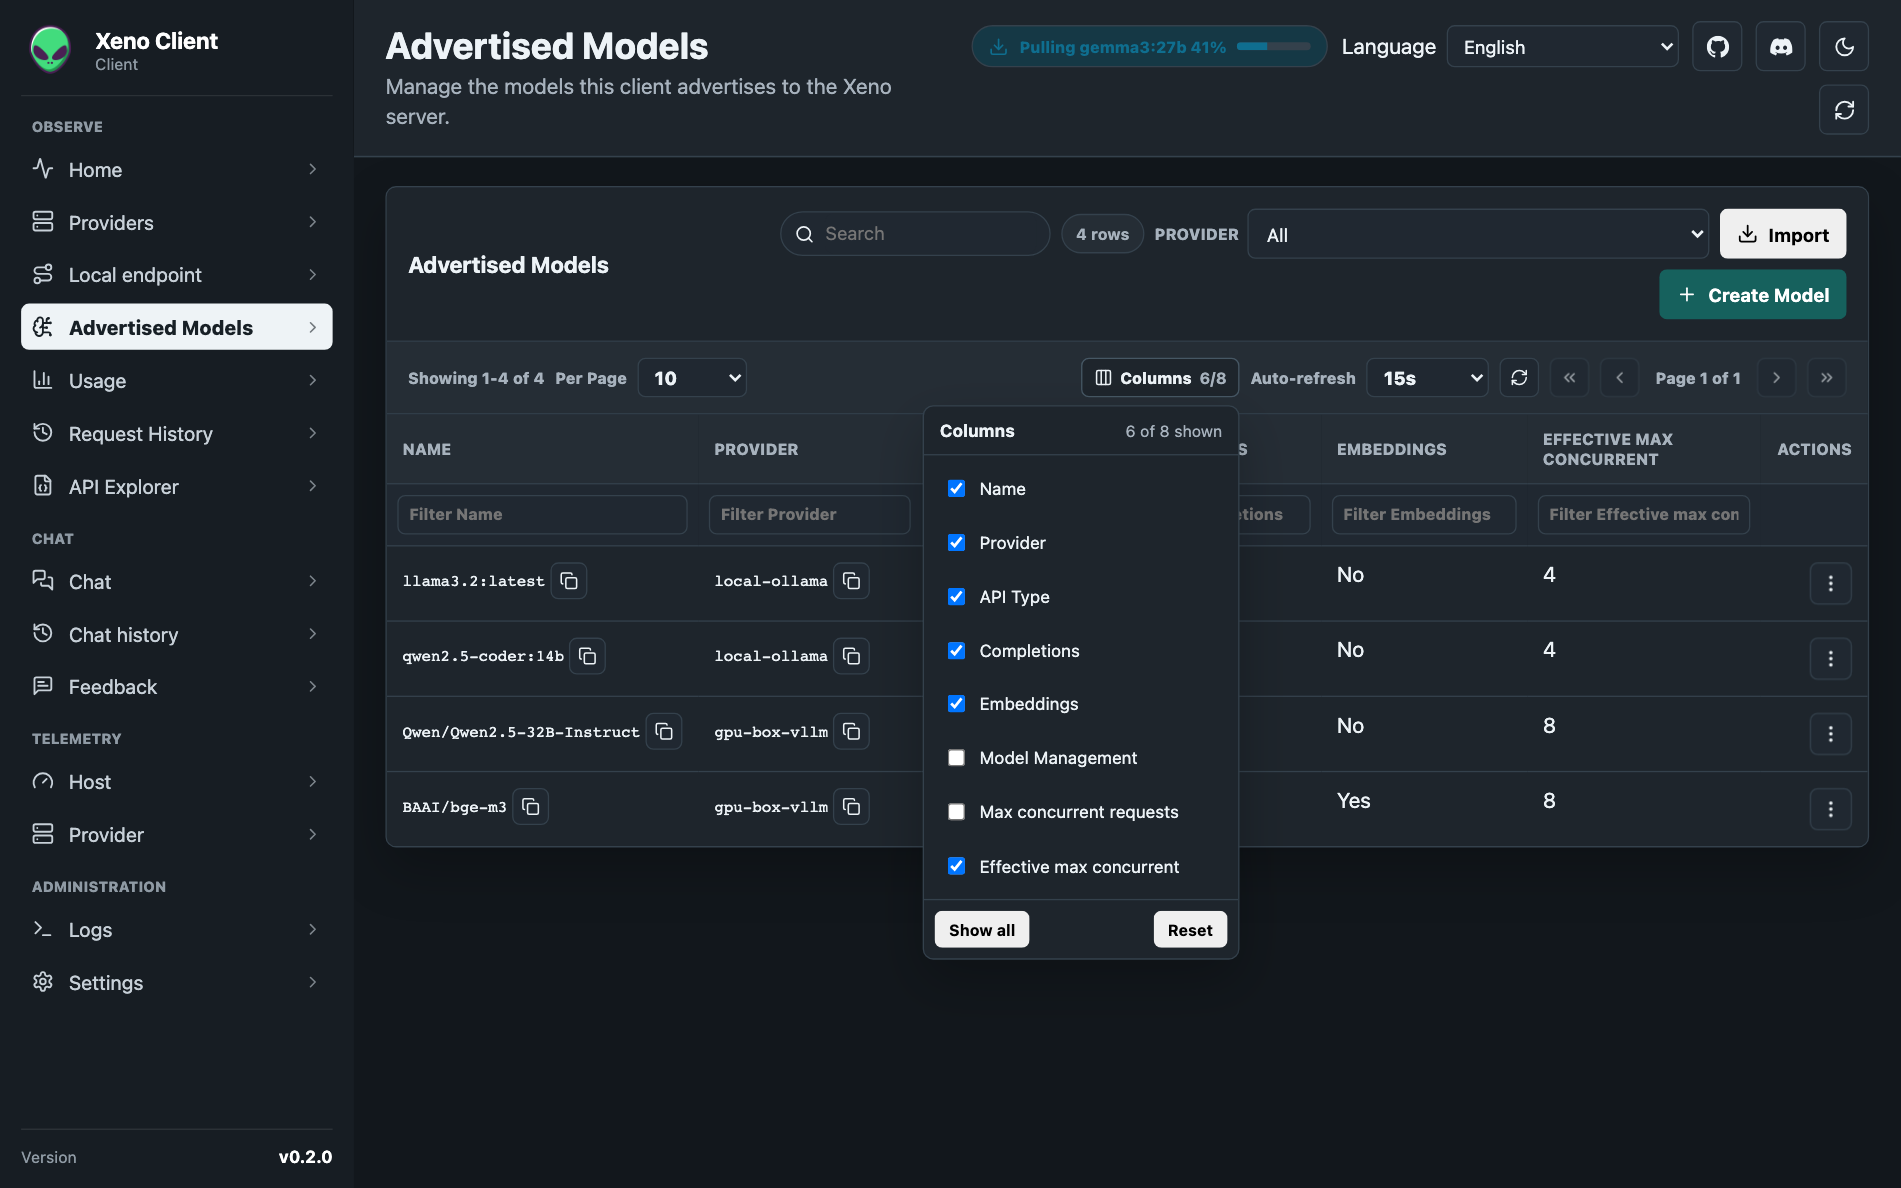 Xeno Client
Client
OBSERVE
Home
Providers
Local endpoint
Advertised Models
Usage
Request History
API Explorer
CHAT
Chat
Chat history
Feedback
TELEMETRY
Host
Provider
ADMINISTRATION
Logs
Settings
Version v0.2.0
Advertised Models
Manage the models this client advertises to the Xeno
server.
Pulling gemma3:27b 41%
Language English
Advertised Models
Search
4 rows PROVIDER All
Import
+ Create Model
Showing 1-4 of 4 Per Page 10
Columns 6/8 Auto-refresh 15s « ‹ Page 1 of 1 › »
NAME PROVIDER S EMBEDDINGS EFFECTIVE MAX CONCURRENT ACTIONS
Filter Name Filter Provider tions Filter Embeddings Filter Effective max con
llama3.2:latest local-ollama No 4
qwen2.5-coder:14b local-ollama No 4
Qwen/Qwen2.5-32B-Instruct gpu-box-vllm No 8
BAAI/bge-m3 gpu-box-vllm Yes 8
Columns 6 of 8 shown
Name
Provider
API Type
Completions
Embeddings
Model Management
Max concurrent requests
Effective max concurrent
Show all Reset